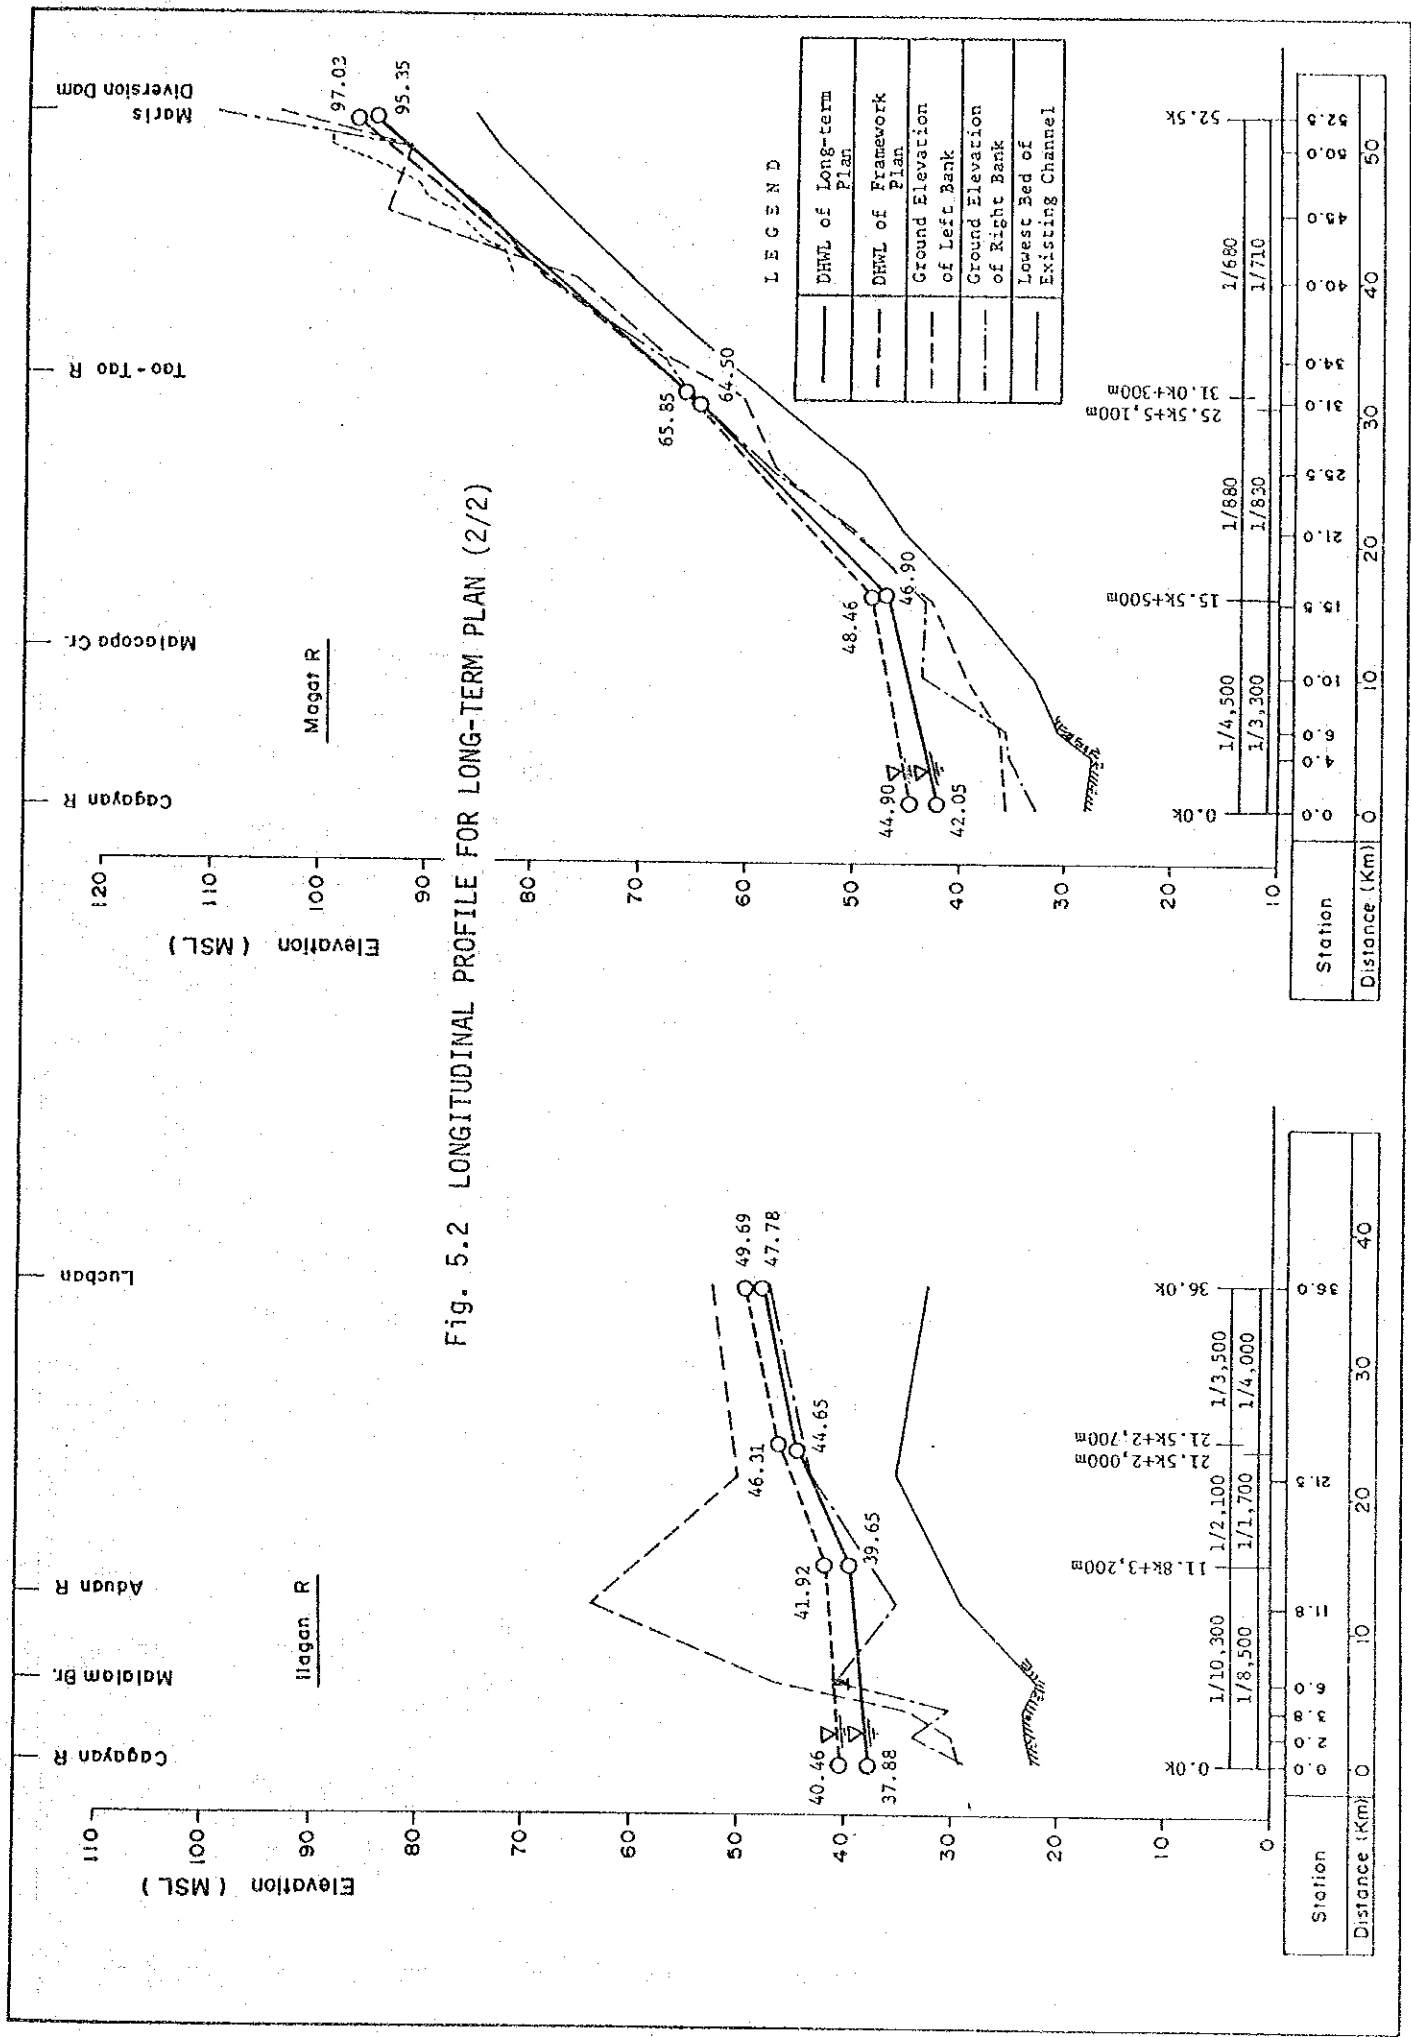 Fig. 5.2 LONGITUDINAL PROFILE FOR LONG-TERM PLAN (2/2)
Cagayan R
Malalam Br.
Aduan R
Lucban
Ilagan R
Elevation ( MSL )
110
100
90
80
70
60
50
40
30
20
10
0
40.46
37.88
41.92
39.65
46.31
44.65
49.69
47.78
0.0k
11.8k+3,200m
21.5k+2,000m
21.5k+2,700m
36.0k
1/10,300
1/2,100
1/3,500
1/8,500
1/1,700
1/4,000
Station
0.0
2.0
3.8
6.0
11.8
21.5
36.0
Distance (Km)
0
10
20
30
40
Cagayan R
Malacopa Cr.
Tao-Tao R
Maris
Diversion Dam
Magat R
Elevation ( MSL )
120
110
100
90
80
70
60
50
40
30
20
10
44.90
42.05
48.46
46.90
65.85
64.50
97.03
95.35
LEGEND
DHWL of Long-term
Plan
DHWL of Framework
Plan
Ground Elevation
of Left Bank
Ground Elevation
of Right Bank
Lowest Bed of
Existing Channel
0.0k
15.5k+500m
25.5k+5,100m
31.0k+300m
52.5k
1/4,500
1/880
1/680
1/3,300
1/830
1/710
Station
0.0
4.0
6.0
10.0
15.5
21.0
25.5
31.0
34.0
40.0
45.0
50.0
52.5
Distance (Km)
0
10
20
30
40
50